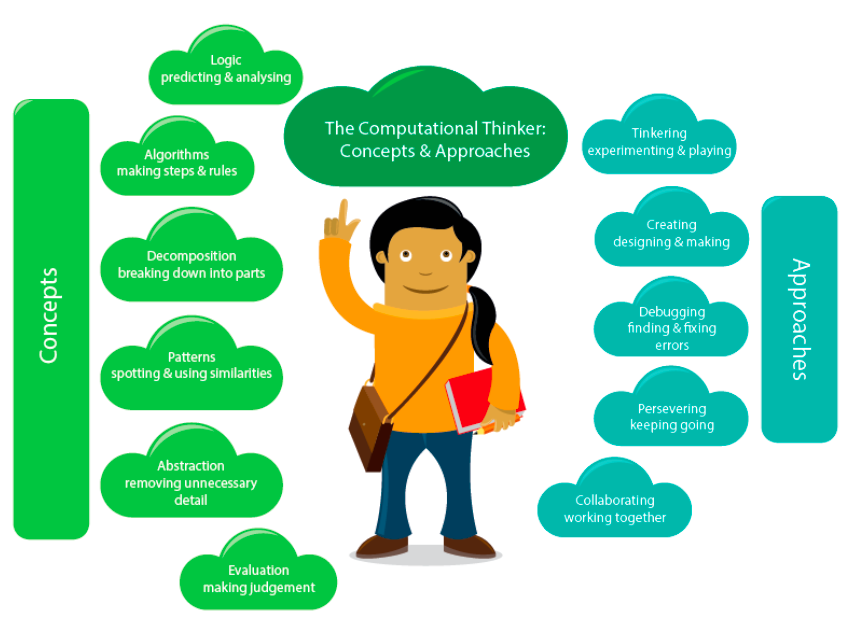 The Computational Thinker:
Concepts & Approaches
Concepts
Logic
predicting & analysing
Algorithms
making steps & rules
Decomposition
breaking down into parts
Patterns
spotting & using similarities
Abstraction
removing unnecessary
detail
Evaluation
making judgement
Approaches
Tinkering
experimenting & playing
Creating
designing & making
Debugging
finding & fixing
errors
Persevering
keeping going
Collaborating
working together